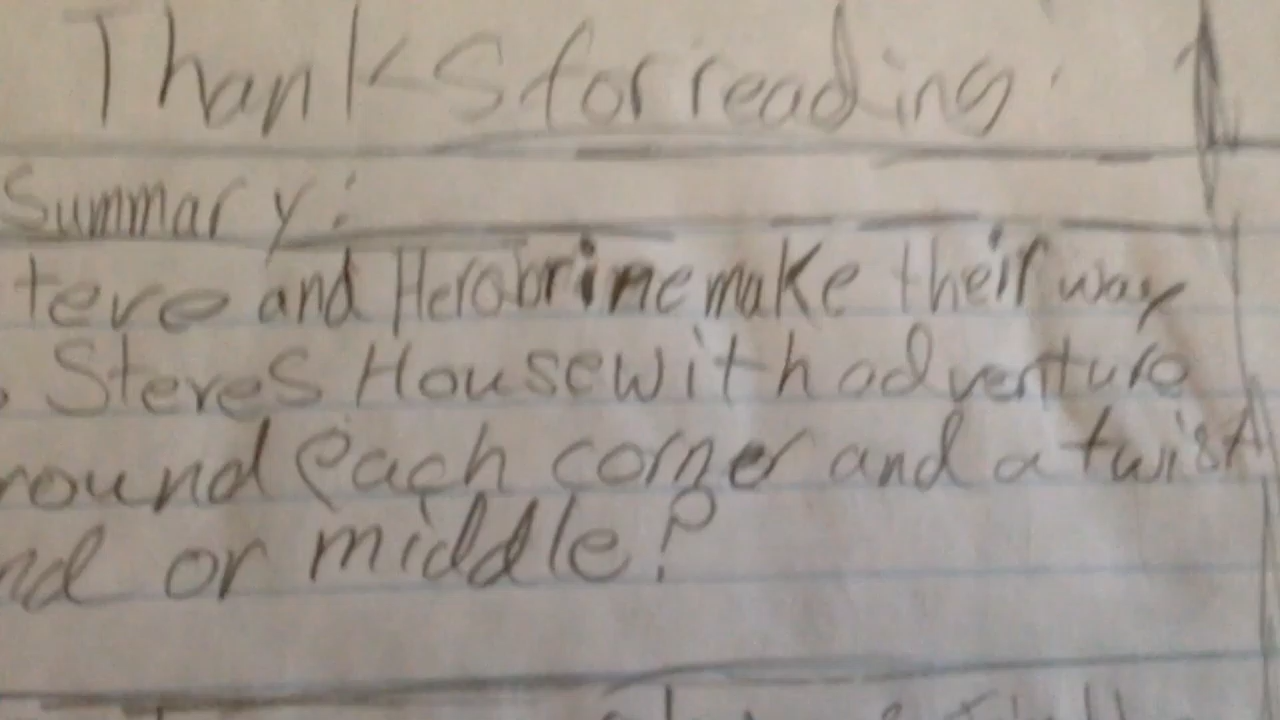 Thanks for reading!
Summary:
teve and Herobrine make their way
Steves House with adventure
round each corner and a twist
nd or middle?